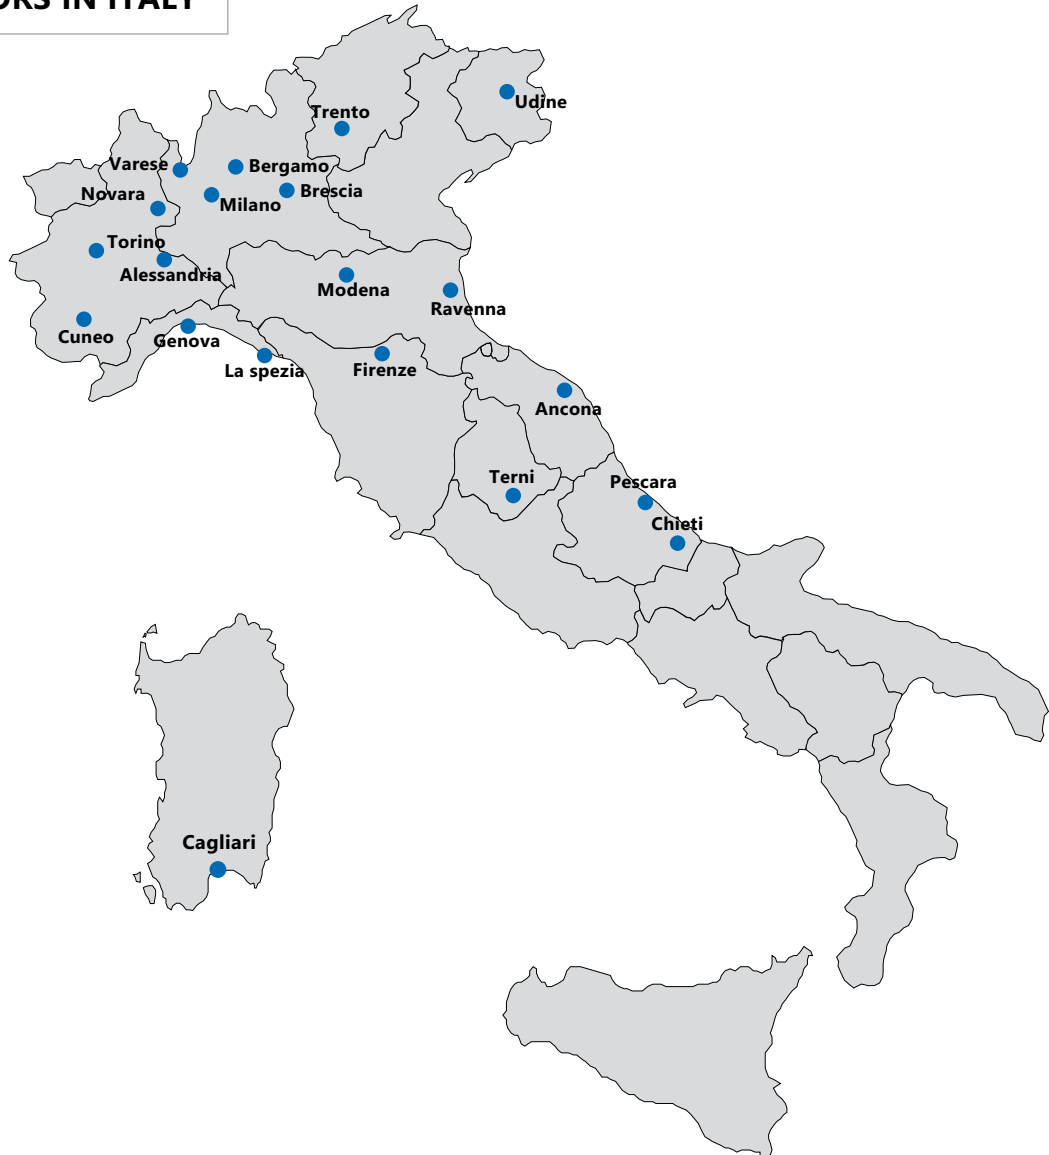 IN ITALY
Udine
Trento
Varese
Bergamo
Novara
Milano
Brescia
Torino
Alessandria
Modena
Ravenna
Cuneo
Genova
La spezia
Firenze
Ancona
Terni
Pescara
Chieti
Cagliari